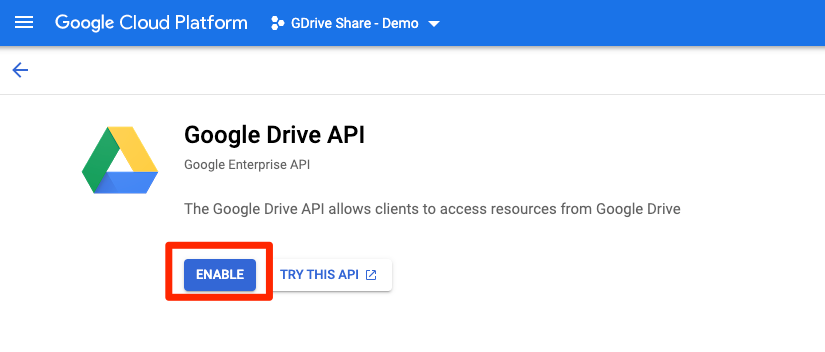 Google Cloud Platform
GDrive Share - Demo
Google Drive API
Google Enterprise API
The Google Drive API allows clients to access resources from Google Drive
ENABLE
TRY THIS API